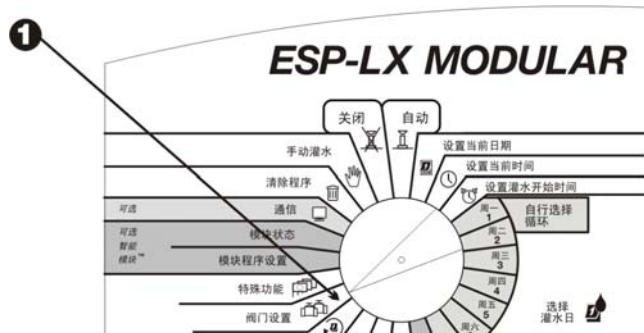 1
ESP-LX MODULAR
关闭
自动
手动灌水
设置当前日期
清除程序
设置当前时间
设置灌水开始时间
可选
通信
周一
1
自行选择
循环
可选
智能
模块™
模块状态
周二
2
模块程序设置
周三
3
特殊功能
周四
4
阀门设置
周五
5
选择
灌水日
周六